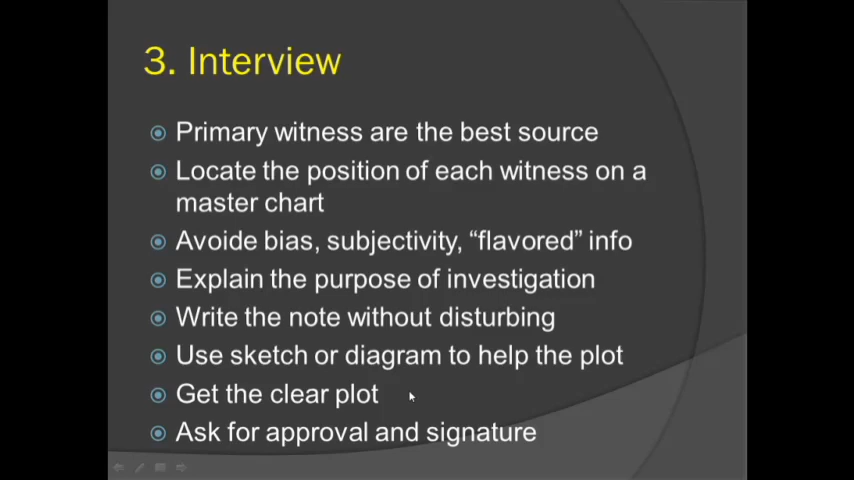 3. Interview
Primary witness are the best source
Locate the position of each witness on a
master chart
Avoide bias, subjectivity, “flavored” info
Explain the purpose of investigation
Write the note without disturbing
Use sketch or diagram to help the plot
Get the clear plot
Ask for approval and signature